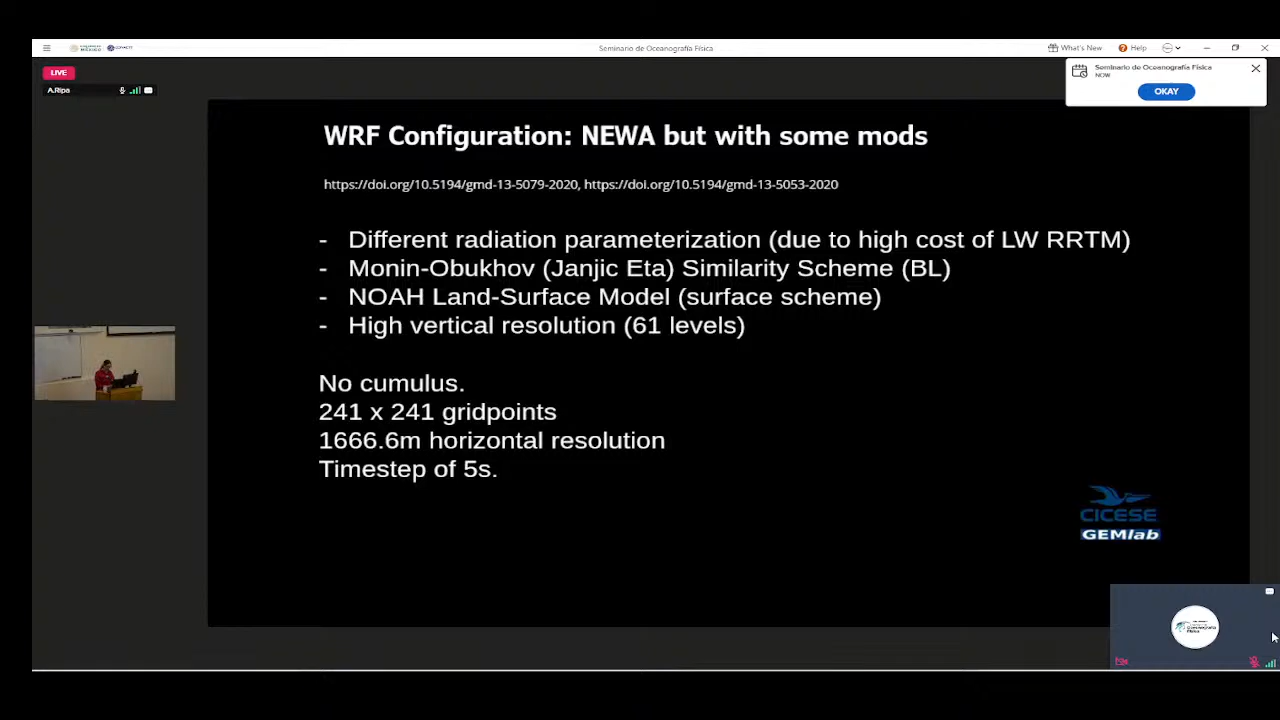 Seminario de Oceanografía Física
What's New
Help
LIVE
A.Ripa
Seminario de Oceanografía Física
NOW
OKAY
WRF Configuration: NEWA but with some mods
https://doi.org/10.5194/gmd-13-5079-2020, https://doi.org/10.5194/gmd-13-5053-2020
- Different radiation parameterization (due to high cost of LW RRTM)
- Monin-Obukhov (Janjic Eta) Similarity Scheme (BL)
- NOAH Land-Surface Model (surface scheme)
- High vertical resolution (61 levels)
No cumulus.
241 x 241 gridpoints
1666.6m horizontal resolution
Timestep of 5s.
CICESE
GEMlab